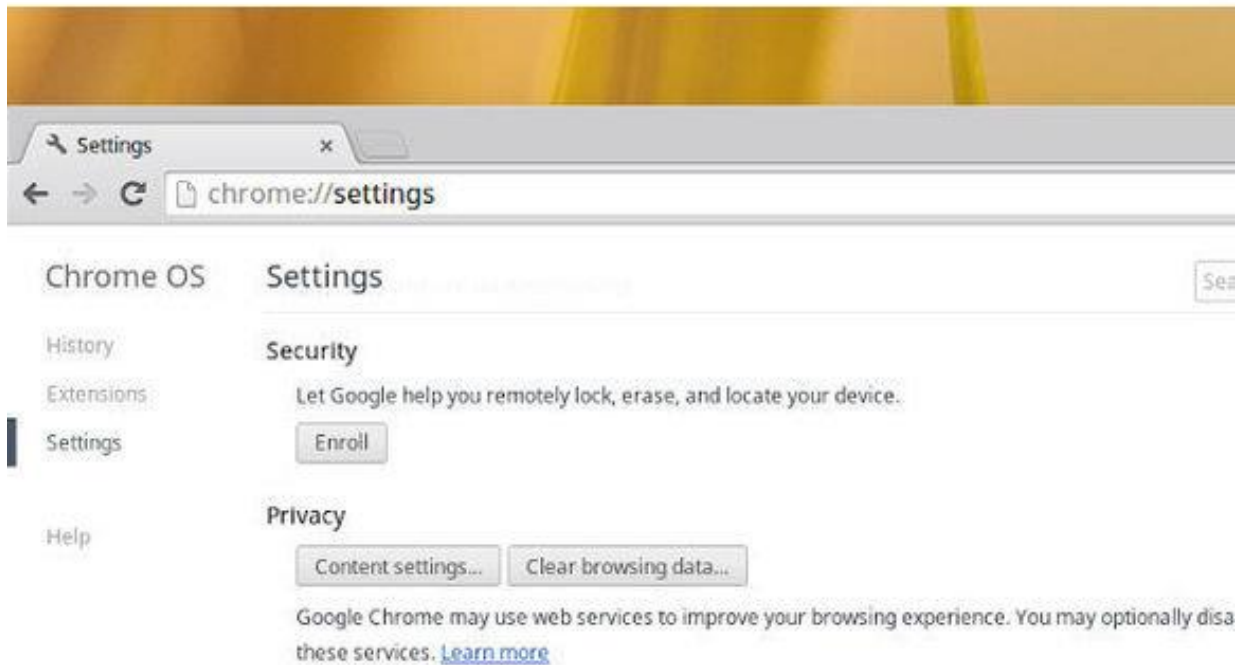 Settings
chrome://settings
Chrome OS
Settings
History
Extensions
Settings
Help
Security
Let Google help you remotely lock, erase, and locate your device.
Enroll
Privacy
Content settings... Clear browsing data...
Google Chrome may use web services to improve your browsing experience. You may optionally disa
these services. Learn more
Sea